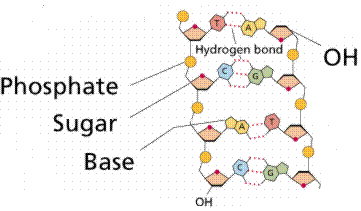 T A
Hydrogen bond
OH
Phosphate
C G
Sugar
A T
Base
C G
OH